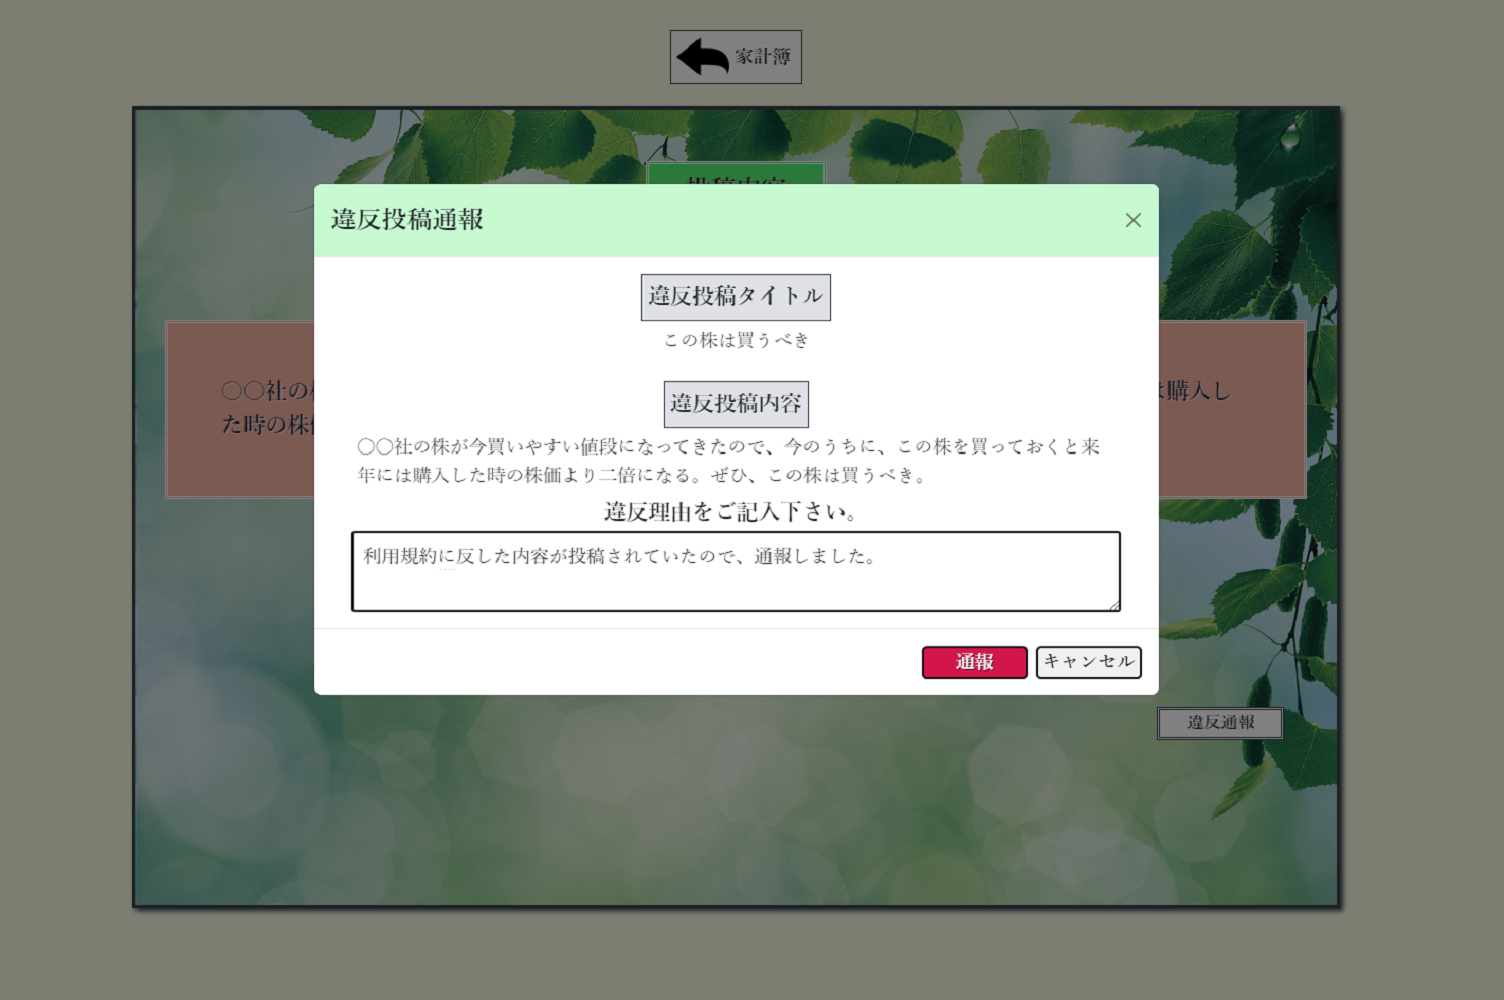 家計簿
投稿内容
違反投稿通報
違反投稿タイトル
この株は買うべき
違反投稿内容
〇〇社の株が今買いやすい値段になってきたので、今のうちに、この株を買っておくと来
年には購入した時の株価より二倍になる。ぜひ、この株は買うべき。
違反理由をご記入下さい。
利用規約に反した内容が投稿されていたので、通報しました。
通報
キャンセル
〇〇社の
購入し
た時の株
違反通報